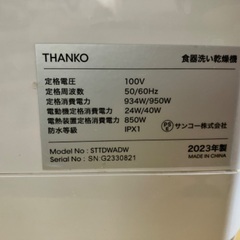 THANKO 食器洗い乾燥機
定格電圧 100V
定格周波数 50/60Hz
定格消費電力 934W/950W
電動機定格消費電力 24W/40W
電熱装置定格消費電力 850W
防水等級 IPX1
PSE サンコー株式会社
Model No. STTDWADW
Serial No: SN G2330821
2023年製
MADE IN CHINA